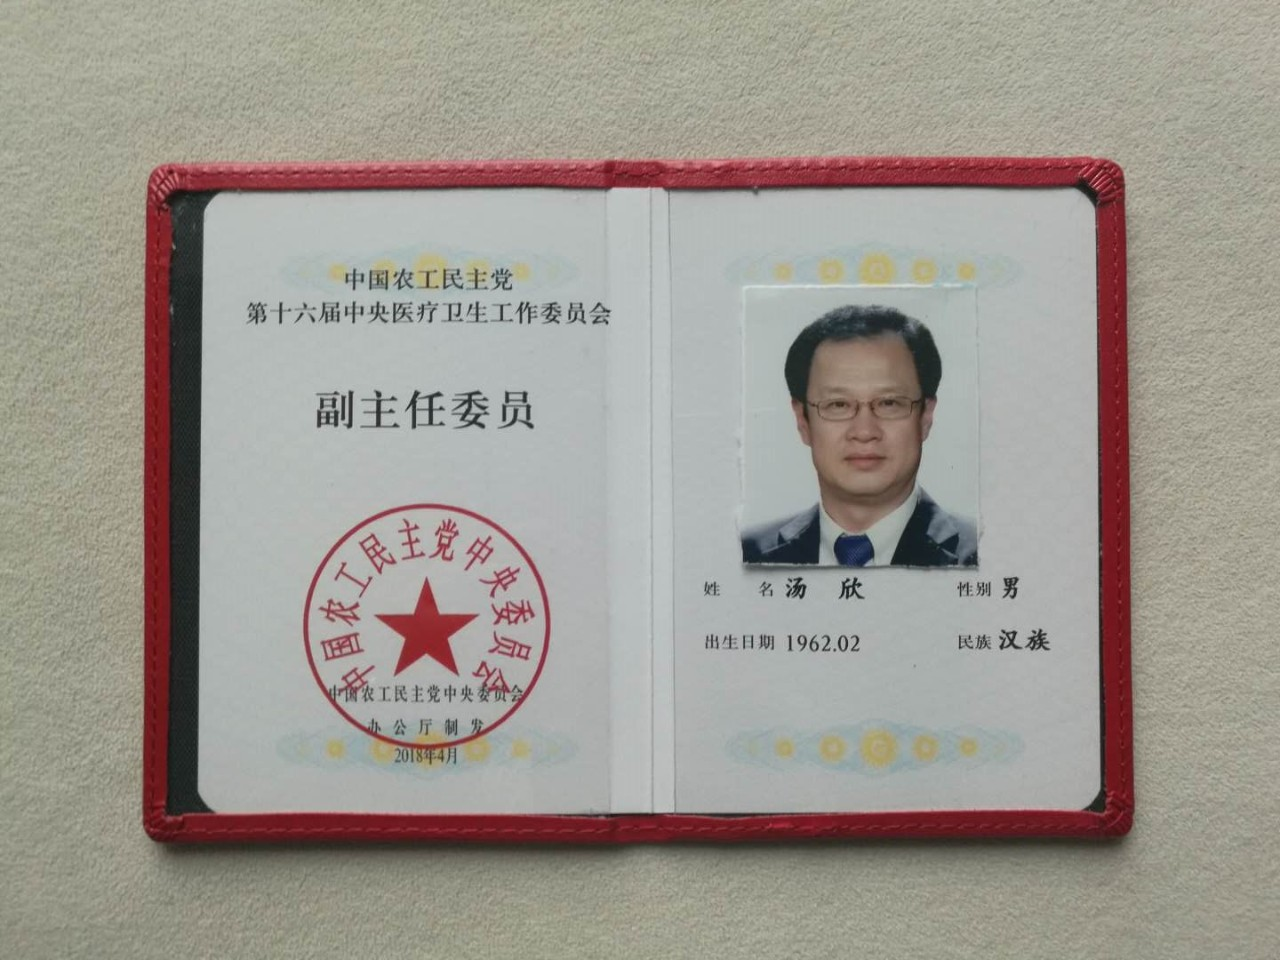 中国农工民主党
第十六届中央医疗卫生工作委员会
副主任委员
中国农工民主党中央委员会
中国农工民主党中央委员会
办公厅制发
2018年4月
姓 名 汤 欣 性别 男
出生日期 1962.02 民族 汉族